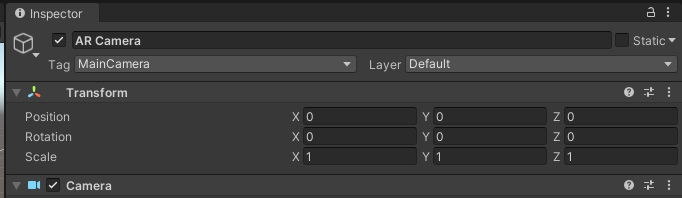 Inspector
AR Camera Static
Tag MainCamera Layer Default
Transform
Position X 0 Y 0 Z 0
Rotation X 0 Y 0 Z 0
Scale X 1 Y 1 Z 1
Camera